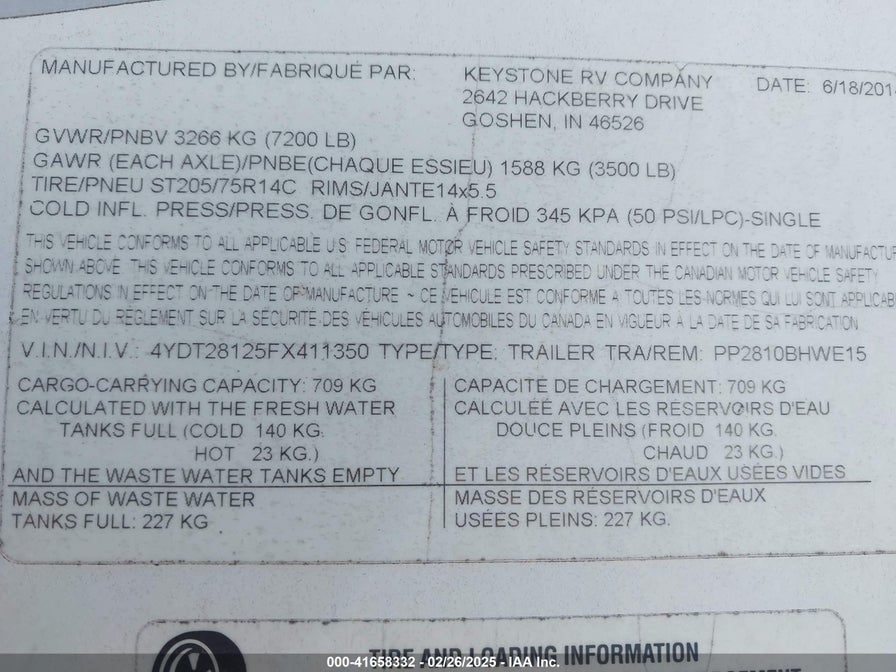 MANUFACTURED BY/FABRIQUÉ PAR: KEYSTONE RV COMPANY DATE: 6/18/201
2642 HACKBERRY DRIVE
GOSHEN, IN 46526
GVWR/PNBV 3266 KG (7200 LB)
GAWR (EACH AXLE)/PNBE(CHAQUE ESSIEU) 1588 KG (3500 LB)
TIRE/PNEU ST205/75R14C RIMS/JANTE14x5.5
COLD INFL. PRESS/PRESS. DE GONFL. À FROID 345 KPA (50 PSI/LPC)-SINGLE
THIS VEHICLE CONFORMS TO ALL APPLICABLE U.S. FEDERAL MOTOR VEHICLE SAFETY STANDARDS IN EFFECT ON THE DATE OF MANUFACTUR
SHOWN ABOVE. THIS VEHICLE CONFORMS TO ALL APPLICABLE STANDARDS PRESCRIBED UNDER THE CANADIAN MOTOR VEHICLE SAFETY
REGULATIONS IN EFFECT ON THE DATE OF MANUFACTURE ~ CE VEHICULE EST CONFORME A TOUTES LES NORMES QUI LUI SONT APPLICAB
EN VERTU DU RÉGLEMENT SUR LA SÉCURITÉ DES VÉHICULES AUTOMOBILES DU CANADA EN VIGUEUR A LA DATE DE SA FABRICATION
V.I.N./N.I.V.: 4YDT28125FX411350 TYPE/TYPE: TRAILER TRA/REM: PP2810BHWE15
CARGO-CARRYING CAPACITY: 709 KG
CALCULATED WITH THE FRESH WATER
TANKS FULL (COLD 140 KG.
HOT 23 KG.)
AND THE WASTE WATER TANKS EMPTY
MASS OF WASTE WATER
TANKS FULL: 227 KG
CAPACITÉ DE CHARGEMENT: 709 KG
CALCULÉE AVEC LES RÉSERVOIRS D'EAU
DOUCE PLEINS (FROID 140 KG.
CHAUD 23 KG.)
ET LES RÉSERVOIRS D'EAUX USÉES VIDES
MASSE DES RÉSERVOIRS D'EAUX
USÉES PLEINS: 227 KG.
TIRE AND LOADING INFORMATION
000-41658332 - 02/26/2025 - IAA Inc.